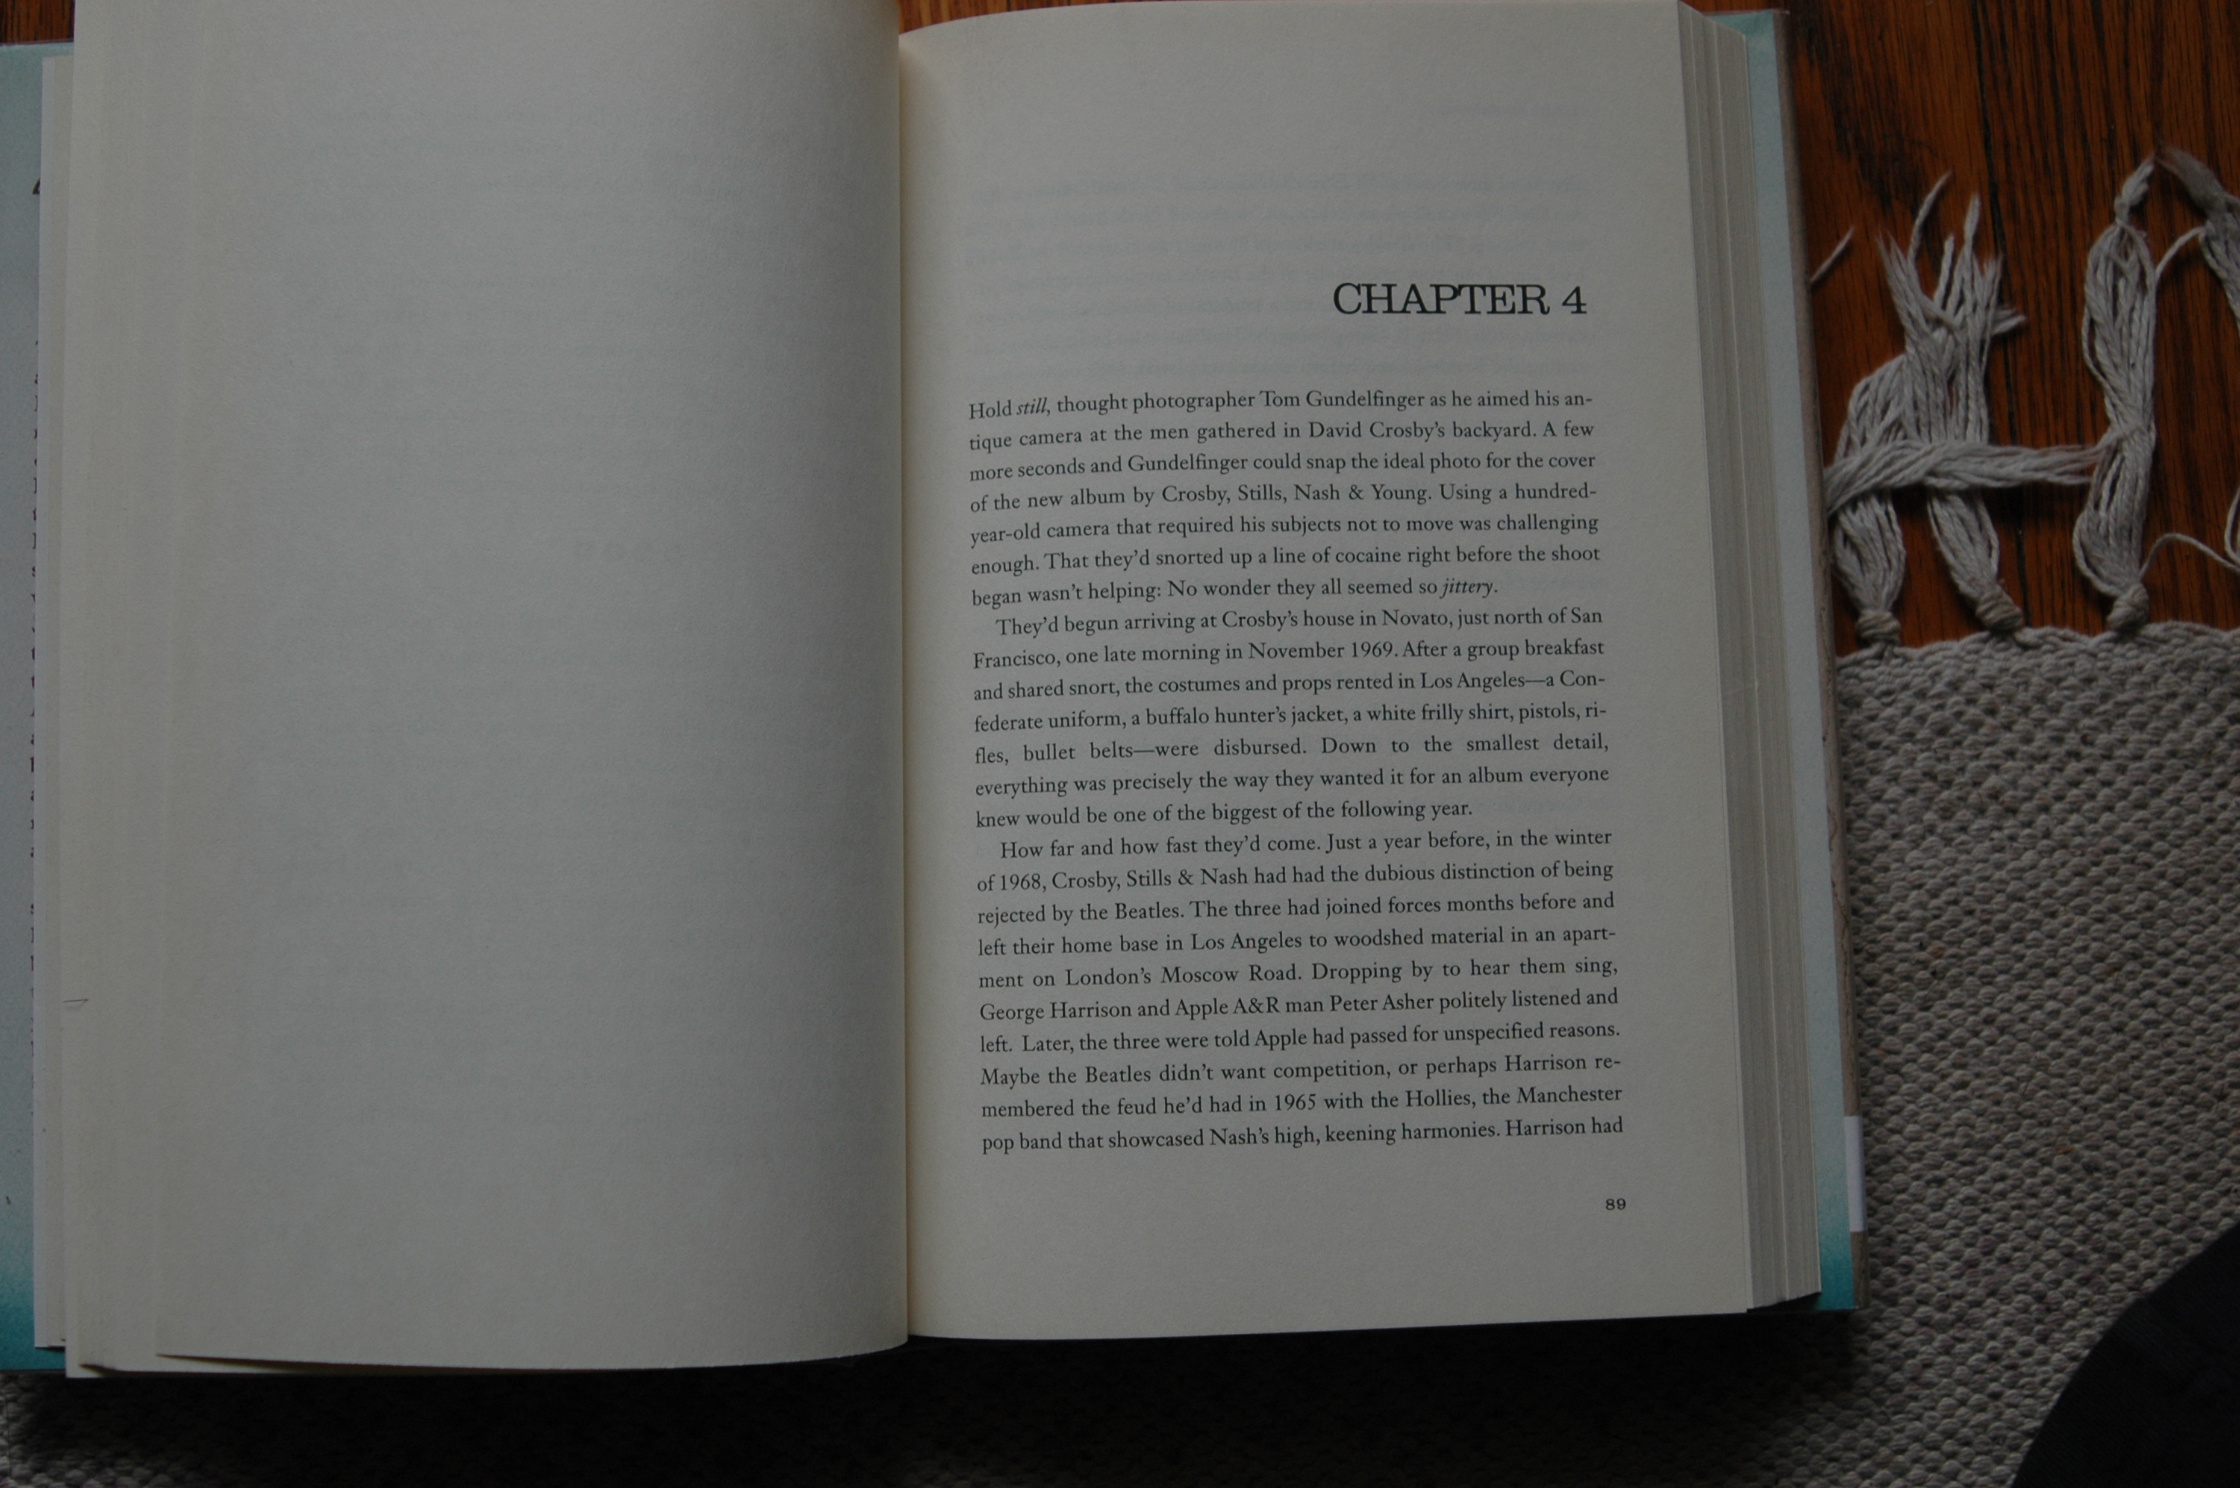 CHAPTER 4
Hold still, thought photographer Tom Gundelfinger as he aimed his an-
tique camera at the men gathered in David Crosby's backyard. A few
more seconds and Gundelfinger could snap the ideal photo for the cover
of the new album by Crosby, Stills, Nash & Young. Using a hundred-
year-old camera that required his subjects not to move was challenging
enough. That they'd snorted up a line of cocaine right before the shoot
began wasn't helping: No wonder they all seemed so jittery.
They'd begun arriving at Crosby's house in Novato, just north of San
Francisco, one late morning in November 1969. After a group breakfast
and shared snort, the costumes and props rented in Los Angeles—a Con-
federate uniform, a buffalo hunter's jacket, a white frilly shirt, pistols, ri-
fles, bullet belts—were disbursed. Down to the smallest detail,
everything was precisely the way they wanted it for an album everyone
knew would be one of the biggest of the following year.
How far and how fast they'd come. Just a year before, in the winter
of 1968, Crosby, Stills & Nash had had the dubious distinction of being
rejected by the Beatles. The three had joined forces months before and
left their home base in Los Angeles to woodshed material in an apart-
ment on London's Moscow Road. Dropping by to hear them sing,
George Harrison and Apple A&R man Peter Asher politely listened and
left. Later, the three were told Apple had passed for unspecified reasons.
Maybe the Beatles didn't want competition, or perhaps Harrison re-
membered the feud he'd had in 1965 with the Hollies, the Manchester
pop band that showcased Nash's high, keening harmonies. Harrison had
89